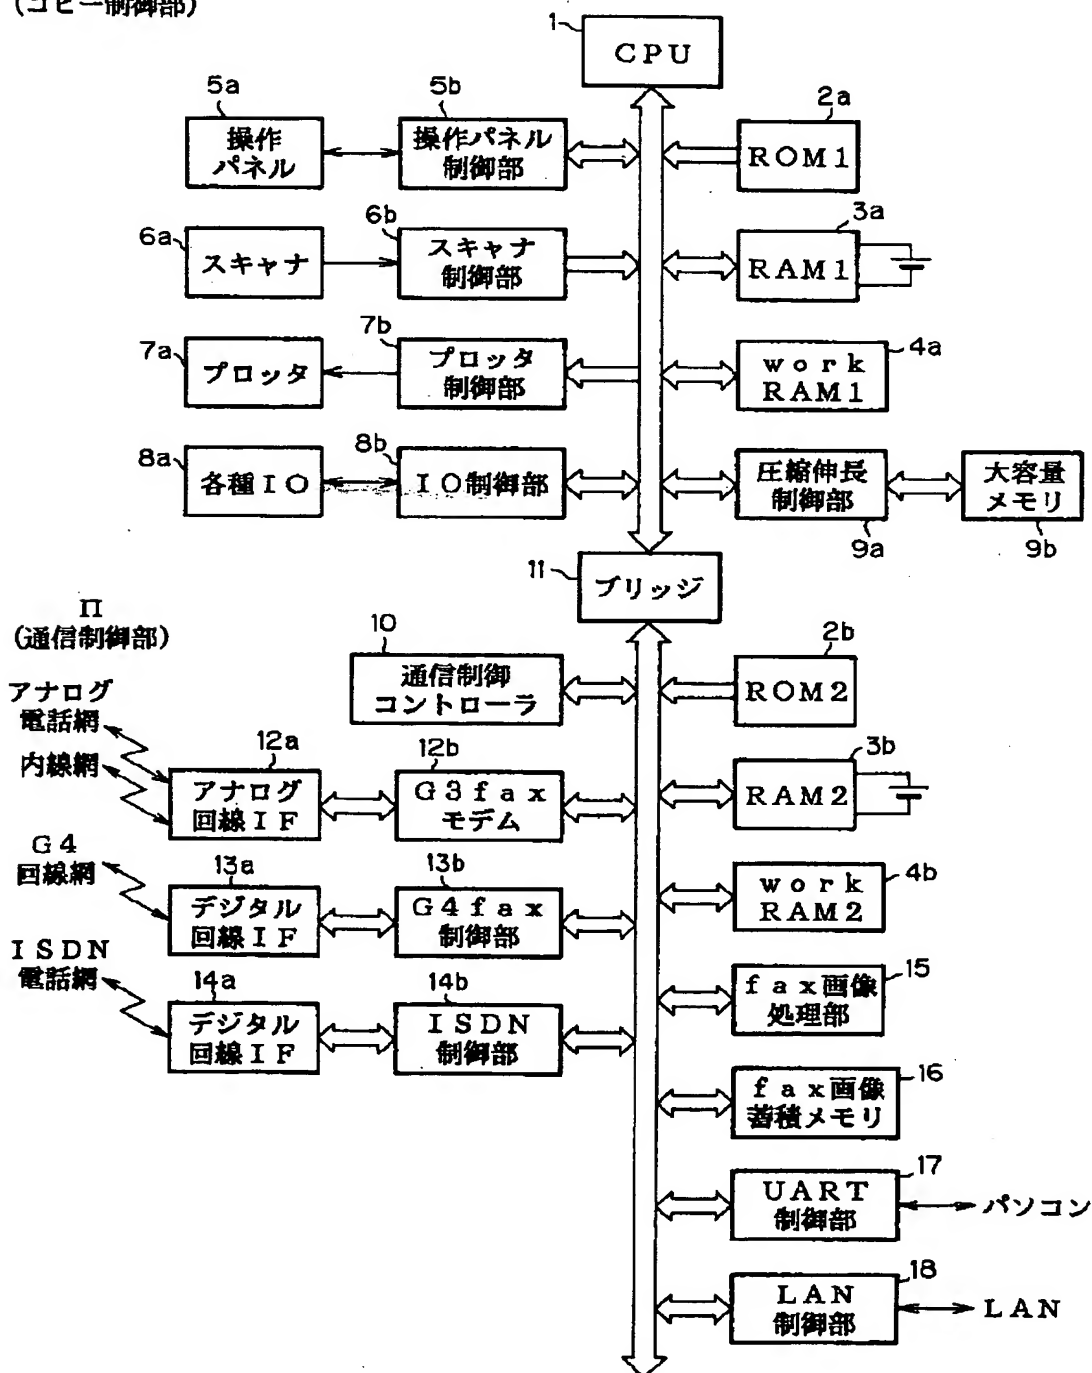 (コピー制御部)
1
CPU
5a
操作
パネル
5b
操作パネル
制御部
2a
ROM1
6a
スキャナ
6b
スキャナ
制御部
3a
RAM1
7a
プロッタ
7b
プロッタ
制御部
4a
work
RAM1
8a
各種IO
8b
IO制御部
圧縮伸長
制御部
9a
大容量
メモリ
9b
11
ブリッジ
Π
(通信制御部)
10
通信制御
コントローラ
2b
ROM2
アナログ
電話網
内線網
12a
アナログ
回線IF
12b
G3fax
モデム
3b
RAM2
G4
回線網
13a
デジタル
回線IF
13b
G4fax
制御部
4b
work
RAM2
ISDN
電話網
14a
デジタル
回線IF
14b
ISDN
制御部
15
fax画像
処理部
16
fax画像
蓄積メモリ
17
UART
制御部
パソコン
18
LAN
制御部
LAN